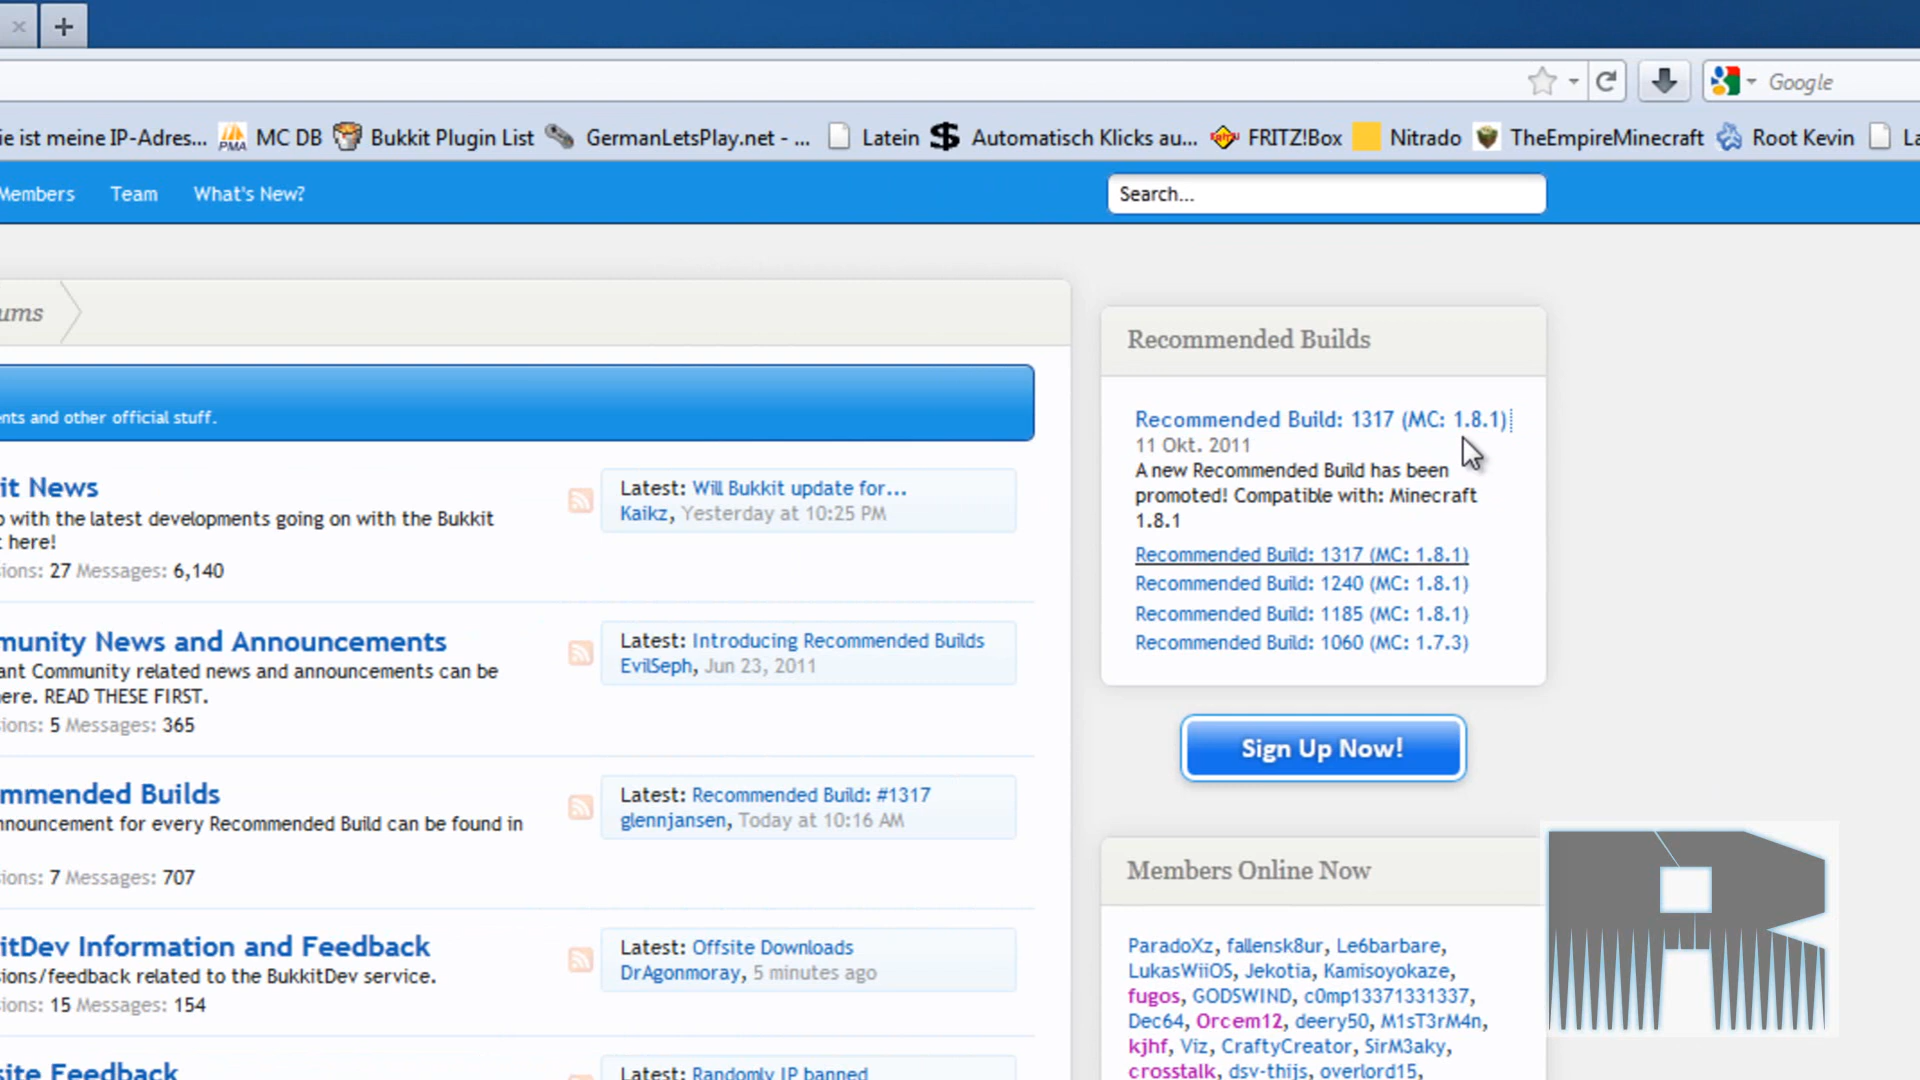 Google
ie ist meine IP-Adres... MC DB Bukkit Plugin List GermanLetsPlay.net - ... Latein Automatisch Klicks au... FRITZ!Box Nitrado TheEmpireMinecraft Root Kevin La
Members Team What's New? Search...
ums
ents and other official stuff.
it News
p with the latest developments going on with the Bukkit
t here!
ions: 27 Messages: 6,140
Latest: Will Bukkit update for...
Kaikz, Yesterday at 10:25 PM
munity News and Announcements
ant Community related news and announcements can be
here. READ THESE FIRST.
ions: 5 Messages: 365
Latest: Introducing Recommended Builds
EvilSeph, Jun 23, 2011
mmended Builds
nnouncement for every Recommended Build can be found in
ions: 7 Messages: 707
Latest: Recommended Build: #1317
glennjansen, Today at 10:16 AM
itDev Information and Feedback
sions/feedback related to the BukkitDev service.
ions: 15 Messages: 154
Latest: Offsite Downloads
DrAgonmoray, 5 minutes ago
site Feedback
Latest: Randomly IP banned
Recommended Builds
Recommended Build: 1317 (MC: 1.8.1)
11 Okt. 2011
A new Recommended Build has been
promoted! Compatible with: Minecraft
1.8.1
Recommended Build: 1317 (MC: 1.8.1)
Recommended Build: 1240 (MC: 1.8.1)
Recommended Build: 1185 (MC: 1.8.1)
Recommended Build: 1060 (MC: 1.7.3)
Sign Up Now!
Members Online Now
ParadoXz, fallensk8ur, Le6barbare,
LukasWiiOS, Jekotia, Kamisoyokaze,
fugos, GODSWIND, c0mp13371331337,
Dec64, Orcem12, deery50, M1sT3rM4n,
kjhf, Viz, CraftyCreator, SirM3aky,
crosstalk, dsv-thijs, overlord15,